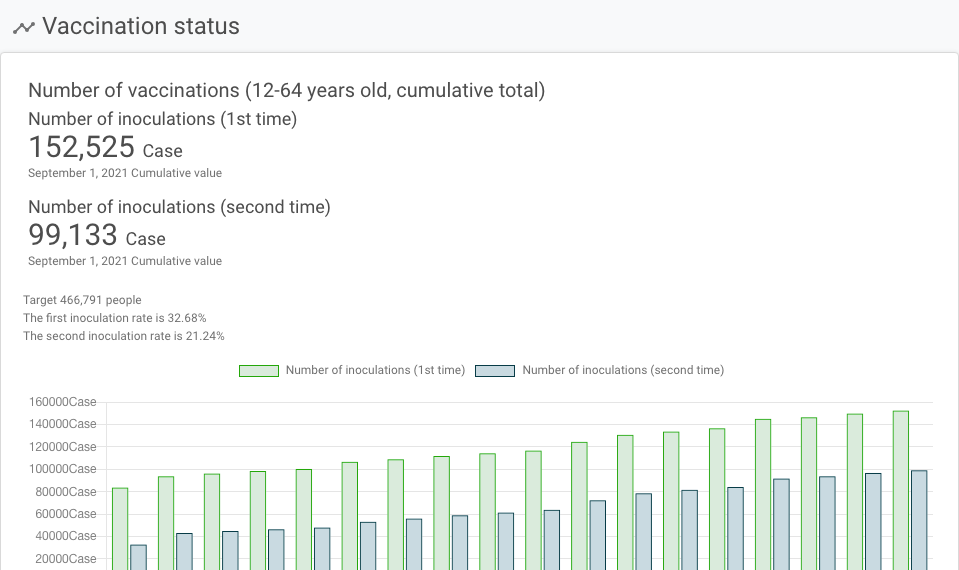 Vaccination status
Number of vaccinations (12-64 years old, cumulative total)
Number of inoculations (1st time)
152,525 Case
September 1, 2021 Cumulative value
Number of inoculations (second time)
99,133 Case
September 1, 2021 Cumulative value
Target 466,791 people
The first inoculation rate is 32.68%
The second inoculation rate is 21.24%
Number of inoculations (1st time) Number of inoculations (second time)
160000Case
140000Case
120000Case
100000Case
80000Case
60000Case
40000Case
20000Case